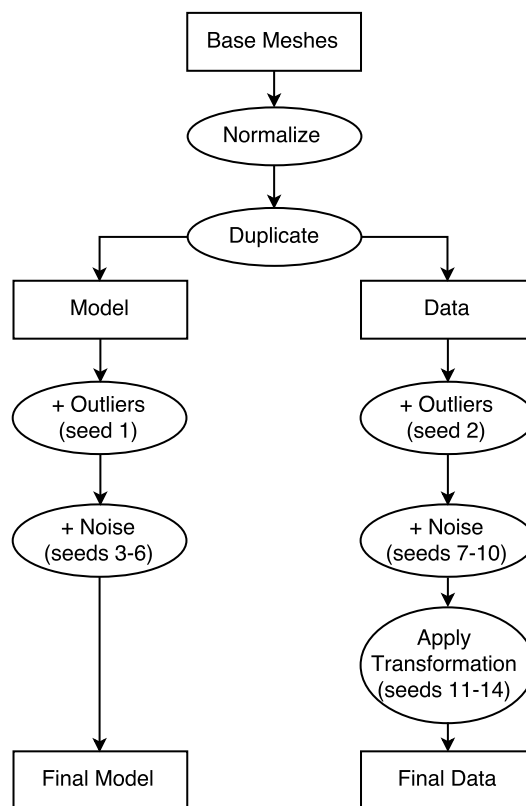 Base Meshes
Normalize
Duplicate
Model
Data
+ Outliers
(seed 1)
+ Outliers
(seed 2)
+ Noise
(seeds 3-6)
+ Noise
(seeds 7-10)
Apply
Transformation
(seeds 11-14)
Final Model
Final Data